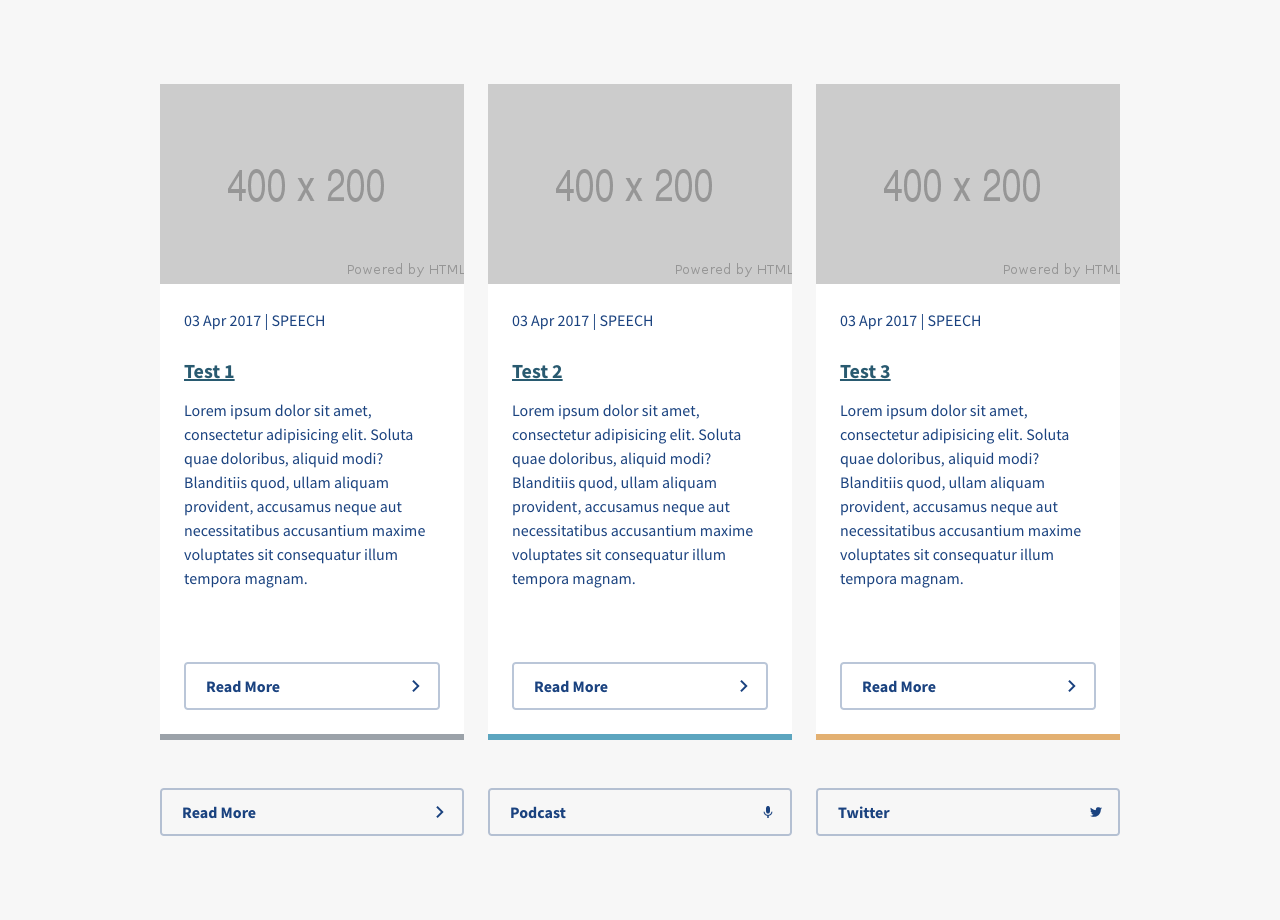 400 x 200
Powered by HTML
03 Apr 2017 | SPEECH
Test 1
Lorem ipsum dolor sit amet,
consectetur adipisicing elit. Soluta
quae doloribus, aliquid modi?
Blanditiis quod, ullam aliquam
provident, accusamus neque aut
necessitatibus accusantium maxime
voluptates sit consequatur illum
tempora magnam.
Read More
400 x 200
Powered by HTML
03 Apr 2017 | SPEECH
Test 2
Lorem ipsum dolor sit amet,
consectetur adipisicing elit. Soluta
quae doloribus, aliquid modi?
Blanditiis quod, ullam aliquam
provident, accusamus neque aut
necessitatibus accusantium maxime
voluptates sit consequatur illum
tempora magnam.
Read More
400 x 200
Powered by HTML
03 Apr 2017 | SPEECH
Test 3
Lorem ipsum dolor sit amet,
consectetur adipisicing elit. Soluta
quae doloribus, aliquid modi?
Blanditiis quod, ullam aliquam
provident, accusamus neque aut
necessitatibus accusantium maxime
voluptates sit consequatur illum
tempora magnam.
Read More
Read More
Podcast
Twitter